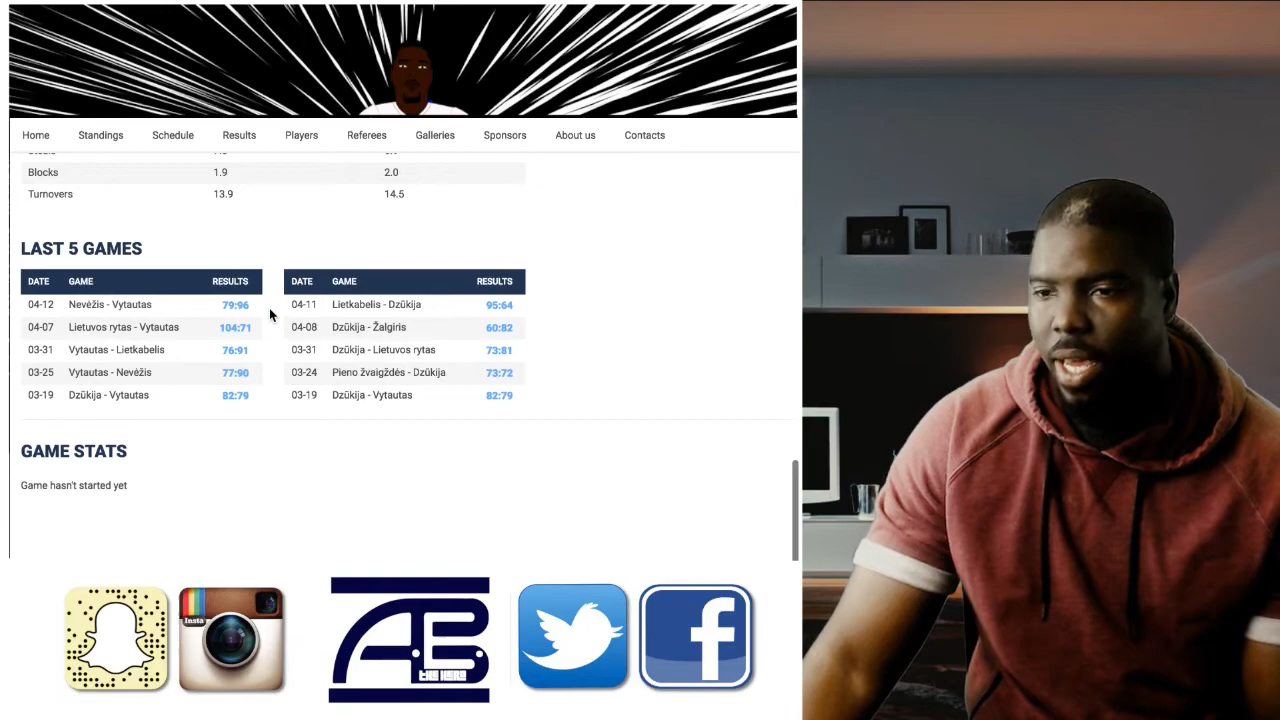 Home Standings Schedule Results Players Referees Galleries Sponsors About us Contacts
Blocks 1.9 2.0
Turnovers 13.9 14.5
LAST 5 GAMES
DATE GAME RESULTS DATE GAME RESULTS
04-12 Nevėžis - Vytautas 79:96 04-11 Lietkabelis - Dzūkija 95:64
04-07 Lietuvos rytas - Vytautas 104:71 04-08 Dzūkija - Žalgiris 60:82
03-31 Vytautas - Lietkabelis 76:91 03-31 Dzūkija - Lietuvos rytas 73:81
03-25 Vytautas - Nevėžis 77:90 03-24 Pieno žvaigždės - Dzūkija 73:72
03-19 Dzūkija - Vytautas 82:79 03-19 Dzūkija - Vytautas 82:79
GAME STATS
Game hasn't started yet
Insta
A.B.
f